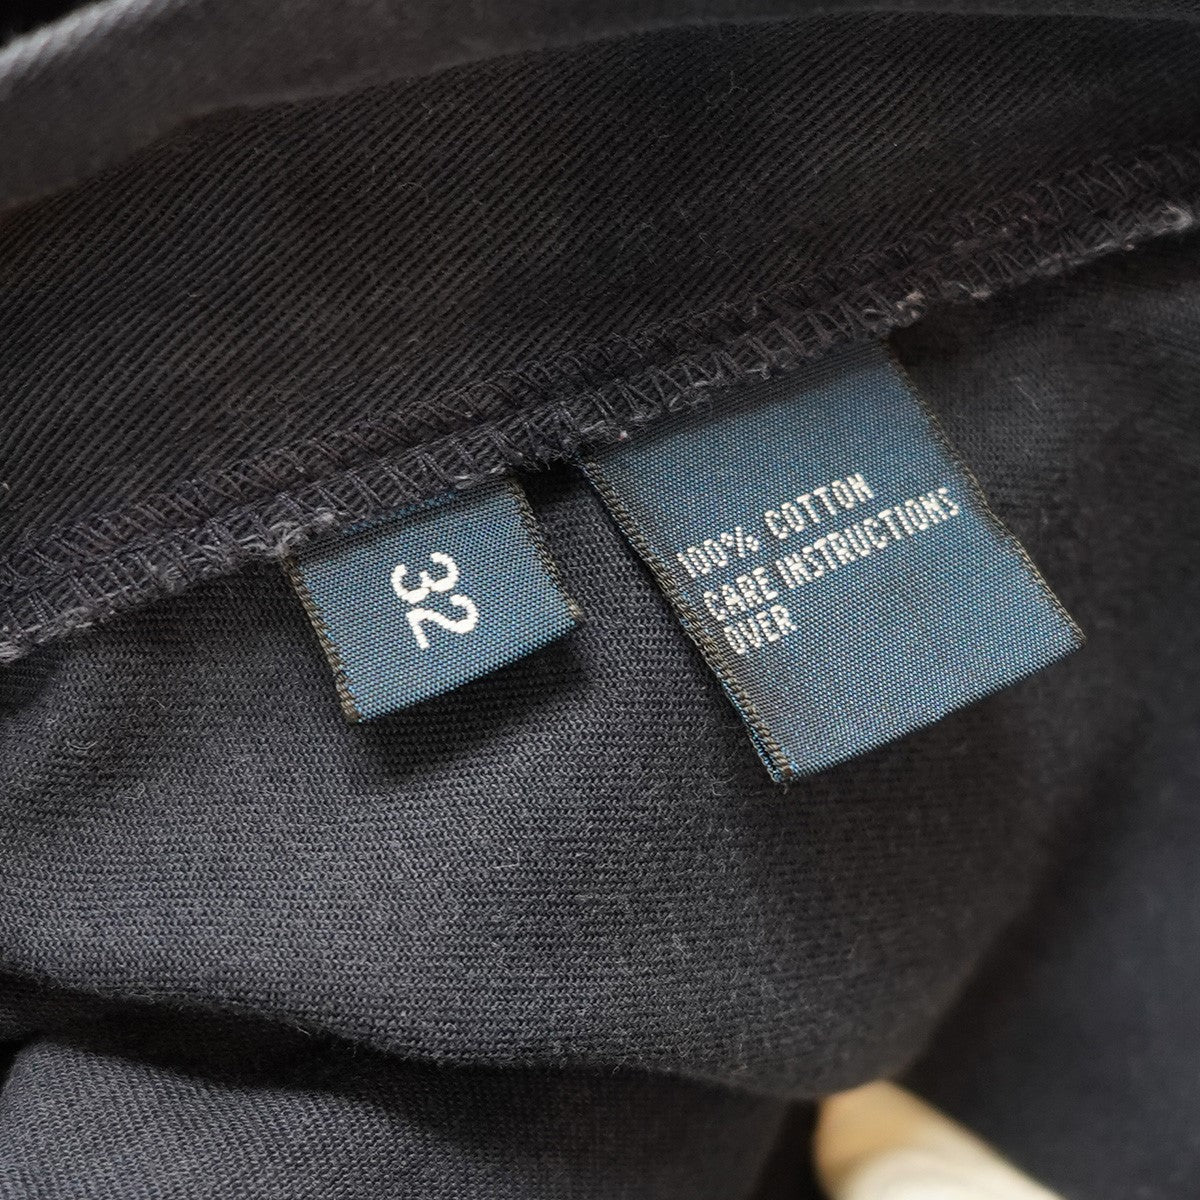 32
100% COTTON
CARE INSTRUCTIONS
OVER